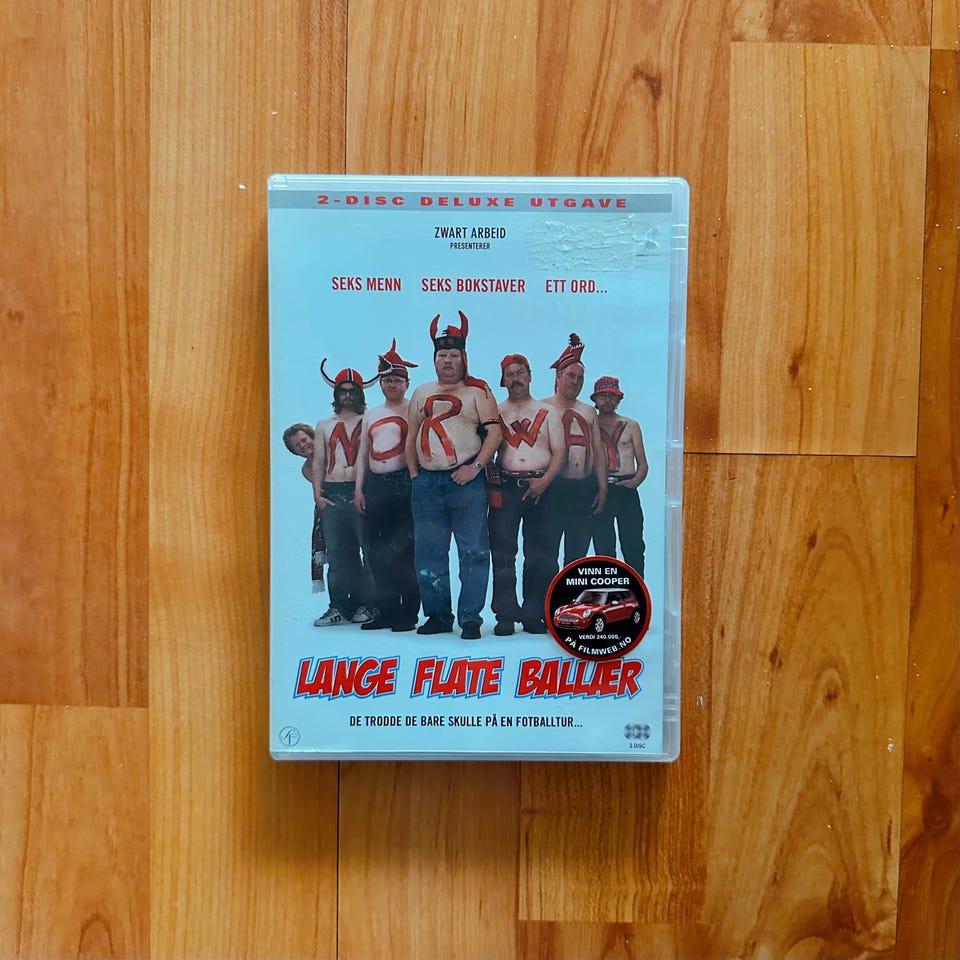 2-DISC DELUXE UTGAVE
ZWART ARBEID
PRESENTERER
SEKS MENN SEKS BOKSTAVER ETT ORD...
NORWAY
VINN EN
MINI COOPER
VERDI 240.000,
PÅ FILMWEB.NO
LANGE FLATE BALLÆR
DE TRODDE DE BARE SKULLE PÅ EN FOTBALLTUR...
2 DISC